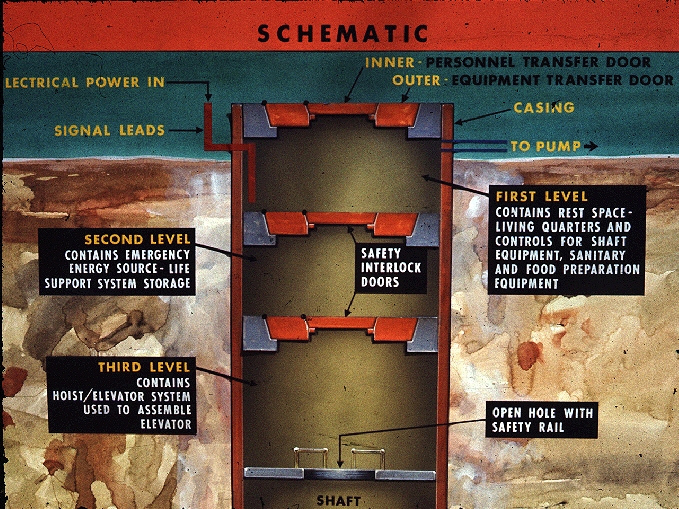 SCHEMATIC
INNER - PERSONNEL TRANSFER DOOR
OUTER - EQUIPMENT TRANSFER DOOR
LECTRICAL POWER IN
CASING
SIGNAL LEADS
TO PUMP
FIRST LEVEL
CONTAINS REST SPACE-
LIVING QUARTERS AND
CONTROLS FOR SHAFT
EQUIPMENT, SANITARY
AND FOOD PREPARATION
EQUIPMENT
SECOND LEVEL
CONTAINS EMERGENCY
ENERGY SOURCE - LIFE
SUPPORT SYSTEM STORAGE
SAFETY
INTERLOCK
DOORS
THIRD LEVEL
CONTAINS
HOIST/ELEVATOR SYSTEM
USED TO ASSEMBLE
ELEVATOR
OPEN HOLE WITH
SAFETY RAIL
SHAFT